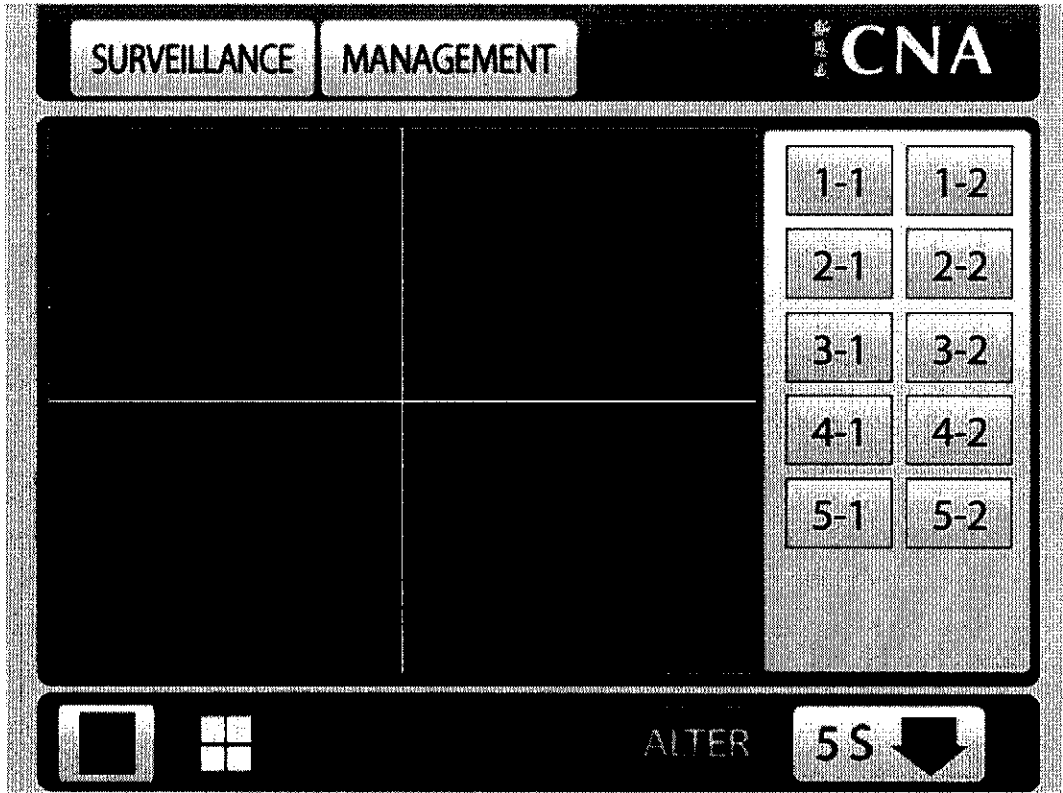 SURVEILLANCE MANAGEMENT CNA
1-1 1-2
2-1 2-2
3-1 3-2
4-1 4-2
5-1 5-2
ALTER 5 S